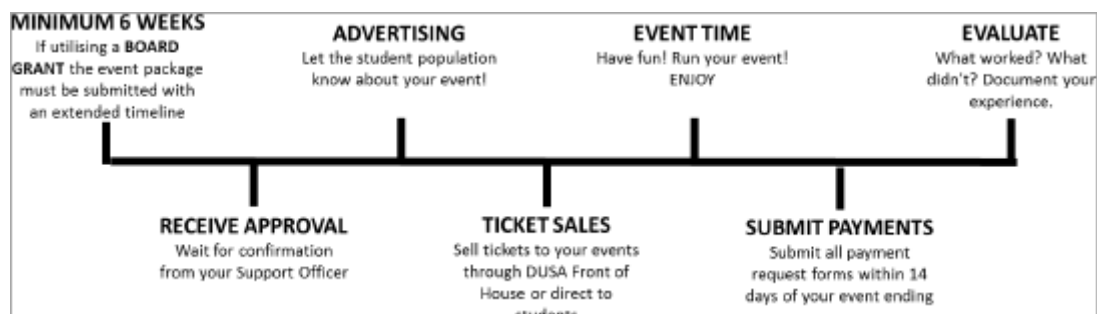 MINIMUM 6 WEEKS
If utilising a BOARD
GRANT the event package
must be submitted with
an extended timeline
RECEIVE APPROVAL
Wait for confirmation
from your Support Officer
ADVERTISING
Let the student population
know about your event!
TICKET SALES
Sell tickets to your events
through DUSA Front of
House or direct to
students
EVENT TIME
Have fun! Run your event!
ENJOY
SUBMIT PAYMENTS
Submit all payment
request forms within 14
days of your event ending
EVALUATE
What worked? What
didn't? Document your
experience.